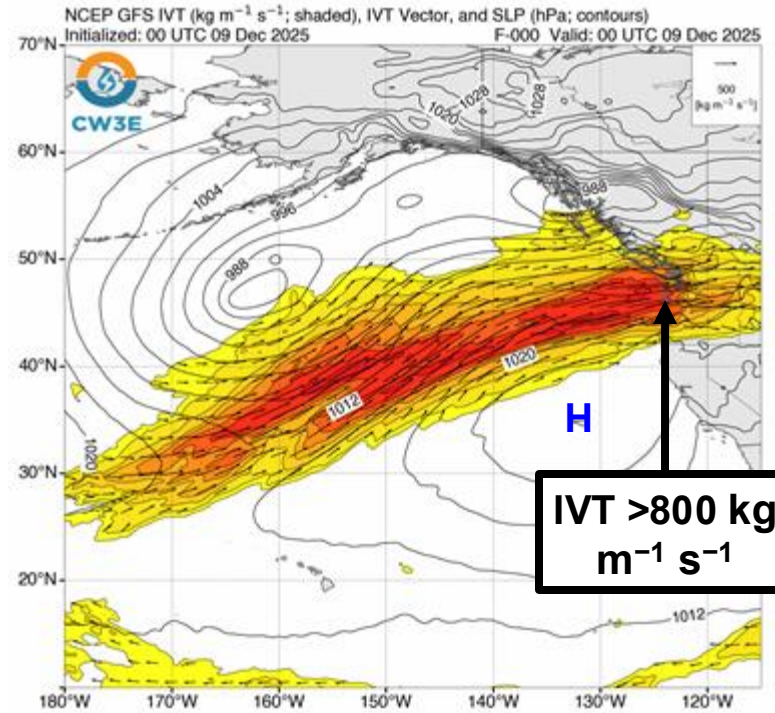 NCEP GFS IVT (kg m⁻¹ s⁻¹; shaded), IVT Vector, and SLP (hPa; contours)
Initialized: 00 UTC 09 Dec 2025 F-000 Valid: 00 UTC 09 Dec 2025
70°N
CW3E
1020
1028
1028
500
[kg m⁻¹ s⁻¹]
60°N
1004
996
988
50°N
988
40°N
1020
1012
H
1020
30°N
IVT >800 kg
m⁻¹ s⁻¹
20°N
1012
180°W 170°W 160°W 150°W 140°W 130°W 120°W